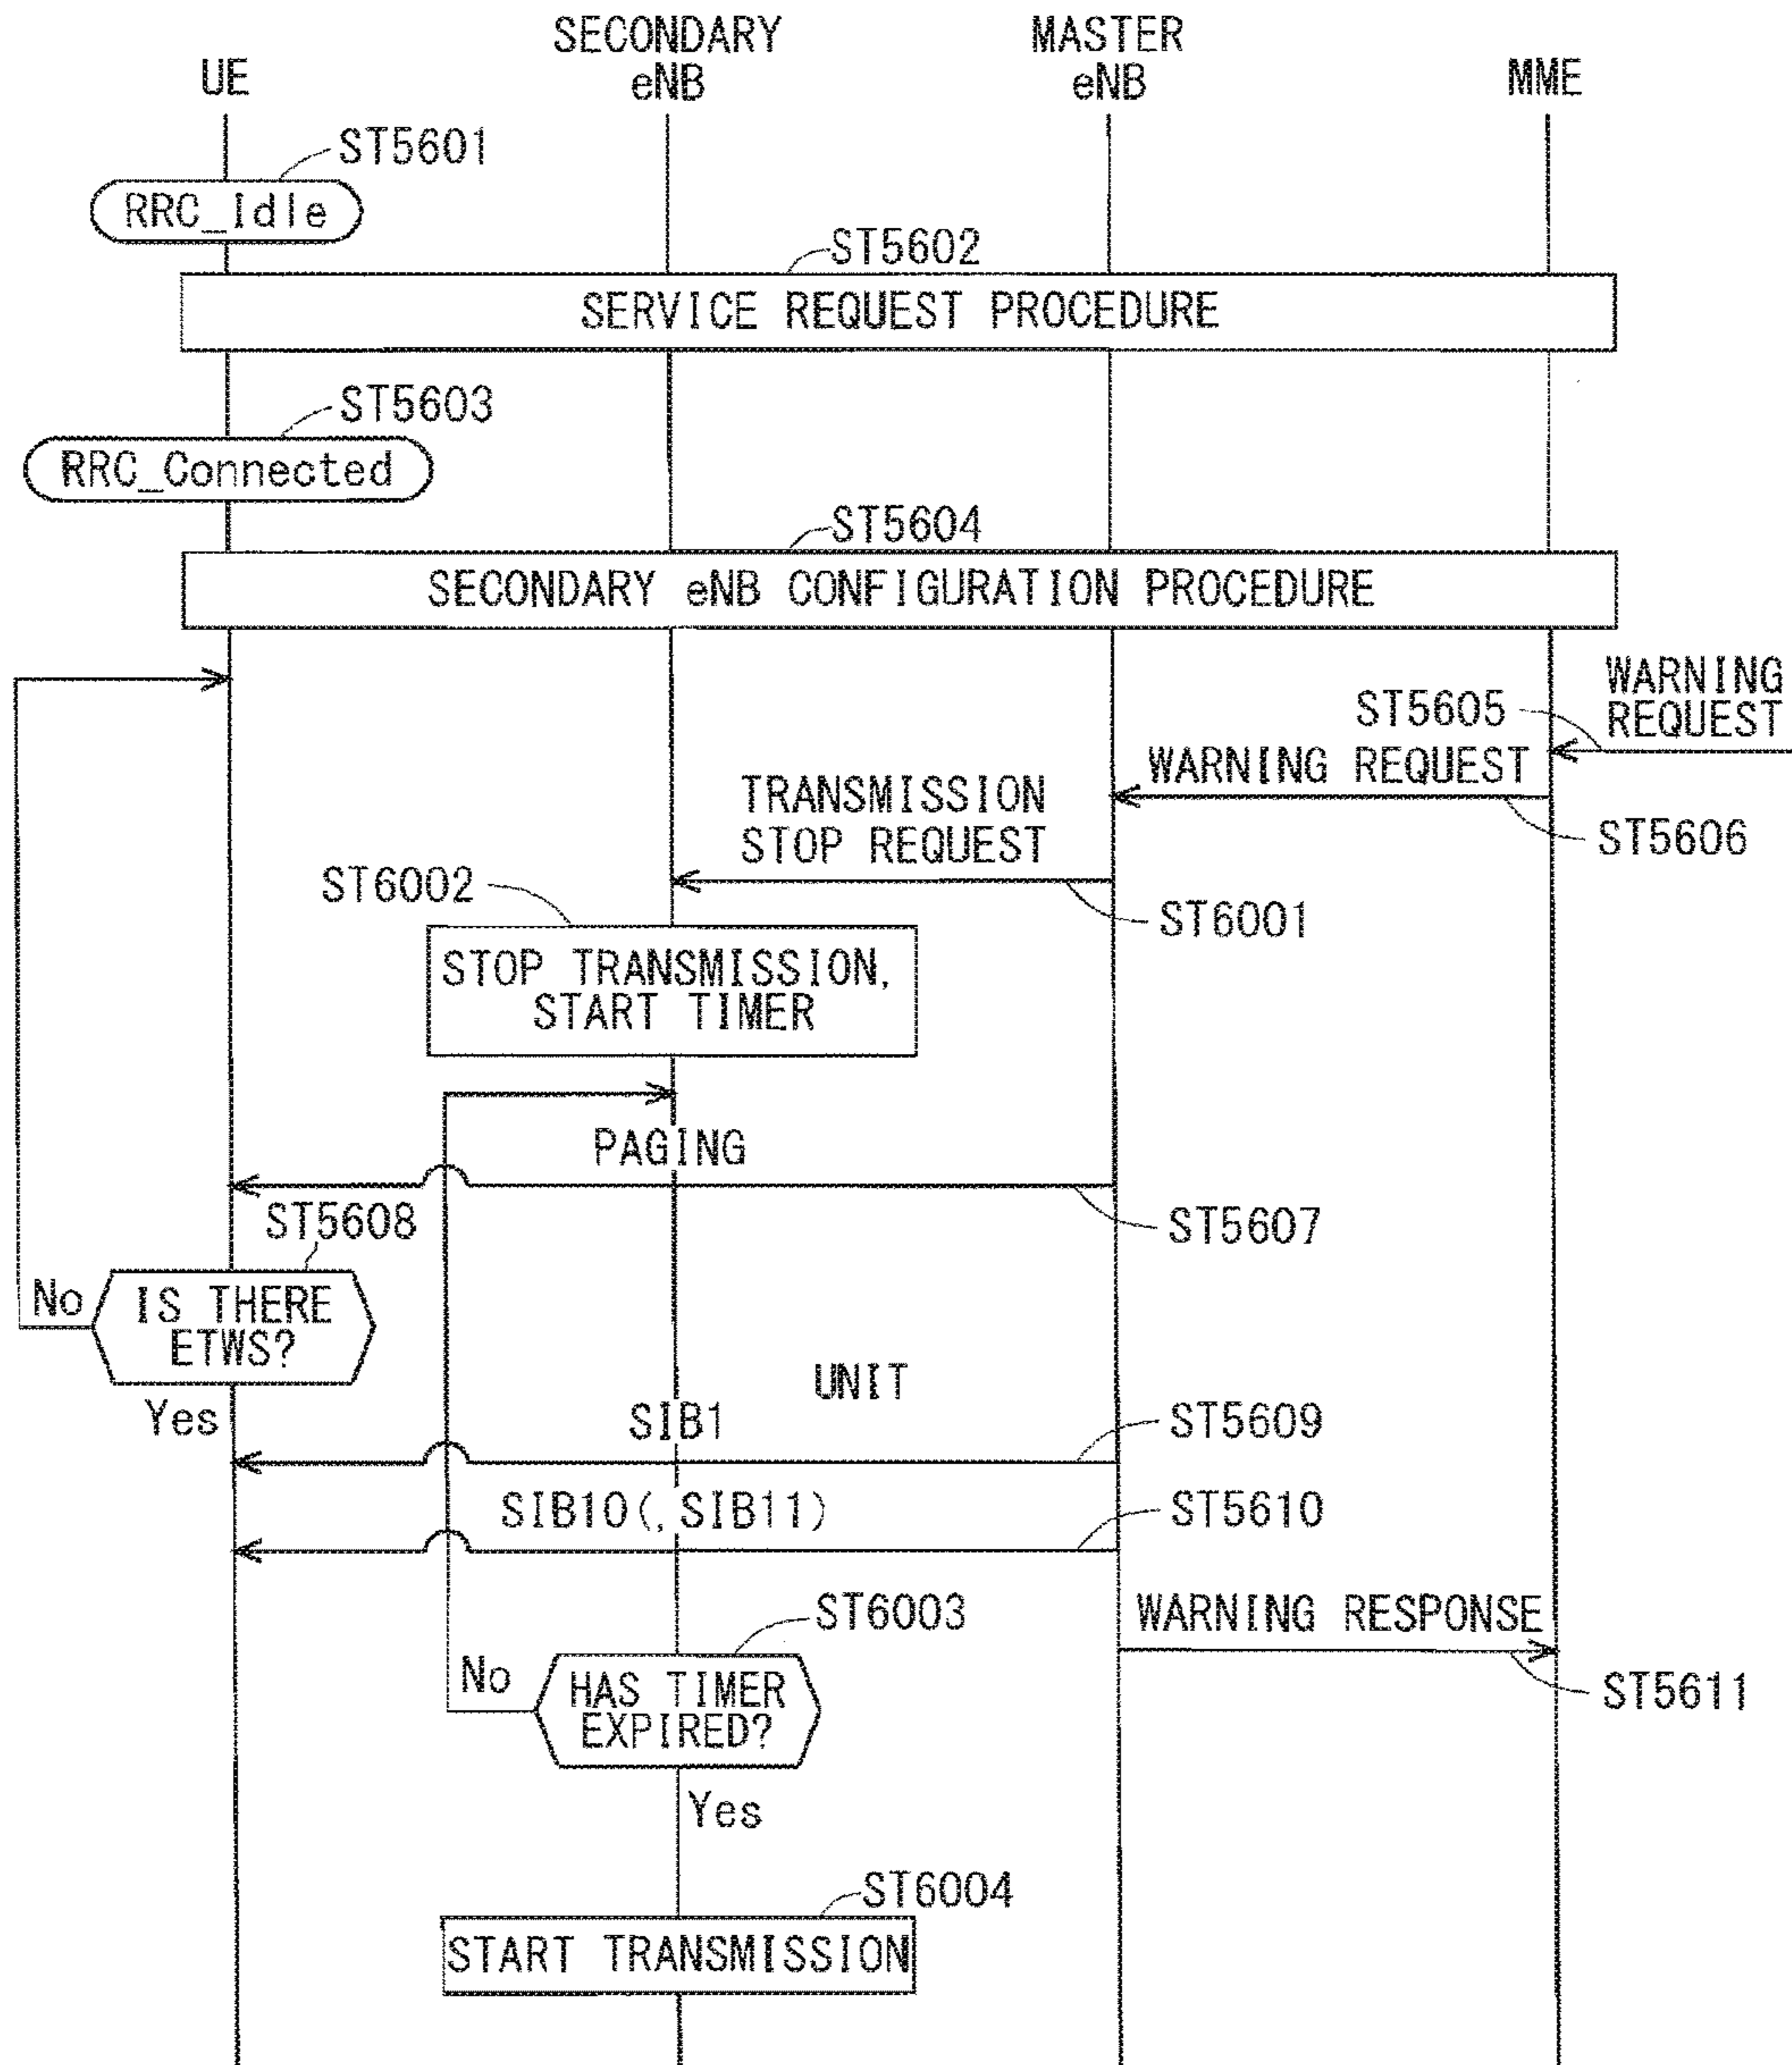 UE
SECONDARY
eNB
MASTER
eNB
MME
ST5601
RRC_Idle
ST5602
SERVICE REQUEST PROCEDURE
ST5603
RRC_Connected
ST5604
SECONDARY eNB CONFIGURATION PROCEDURE
WARNING
REQUEST
ST5605
WARNING REQUEST
ST5606
TRANSMISSION
STOP REQUEST
ST6001
ST6002
STOP TRANSMISSION,
START TIMER
PAGING
ST5607
ST5608
IS THERE
ETWS?
No
Yes
UNIT
SIB1
ST5609
SIB10(,SIB11)
ST5610
ST6003
WARNING RESPONSE
ST5611
No
HAS TIMER
EXPIRED?
Yes
ST6004
START TRANSMISSION